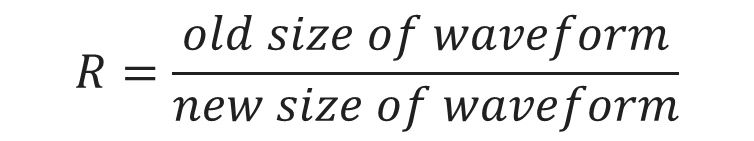 R = old size of waveform
new size of waveform